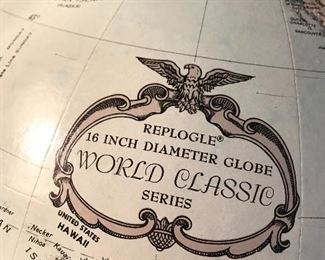 REPLOGLE®
16 INCH DIAMETER GLOBE
WORLD CLASSIC
SERIES
UNITED STATES
HAWAII
Necker
Nihoa